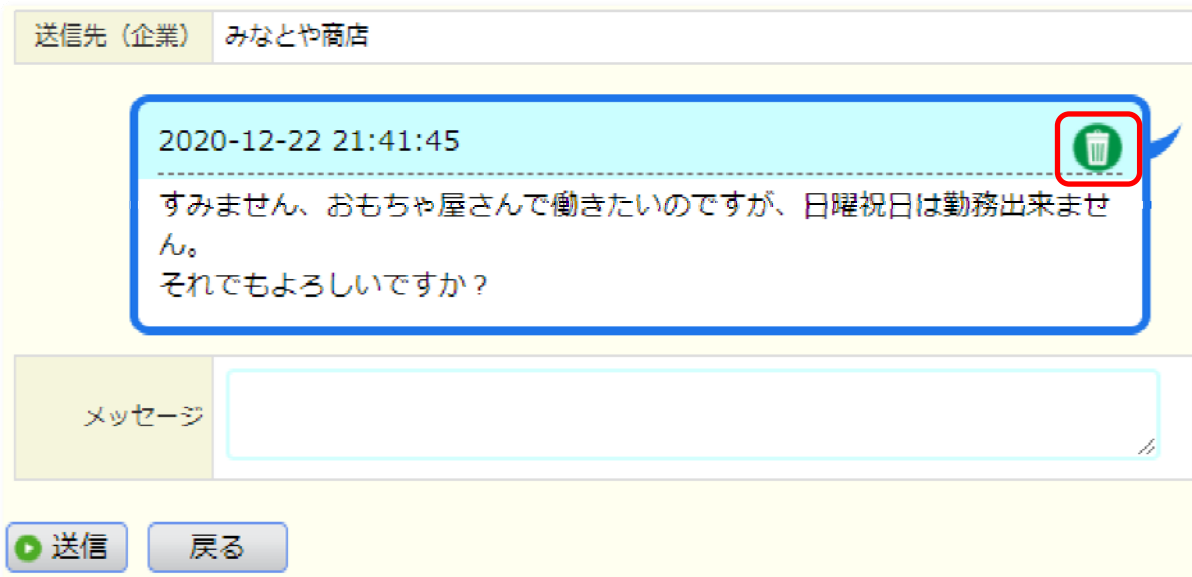 送信先（企業） みなとや商店
2020-12-22 21:41:45
すみません、おもちゃ屋さんで働きたいのですが、日曜祝日は勤務出来ませ
ん。
それでもよろしいですか？
メッセージ
送信 戻る